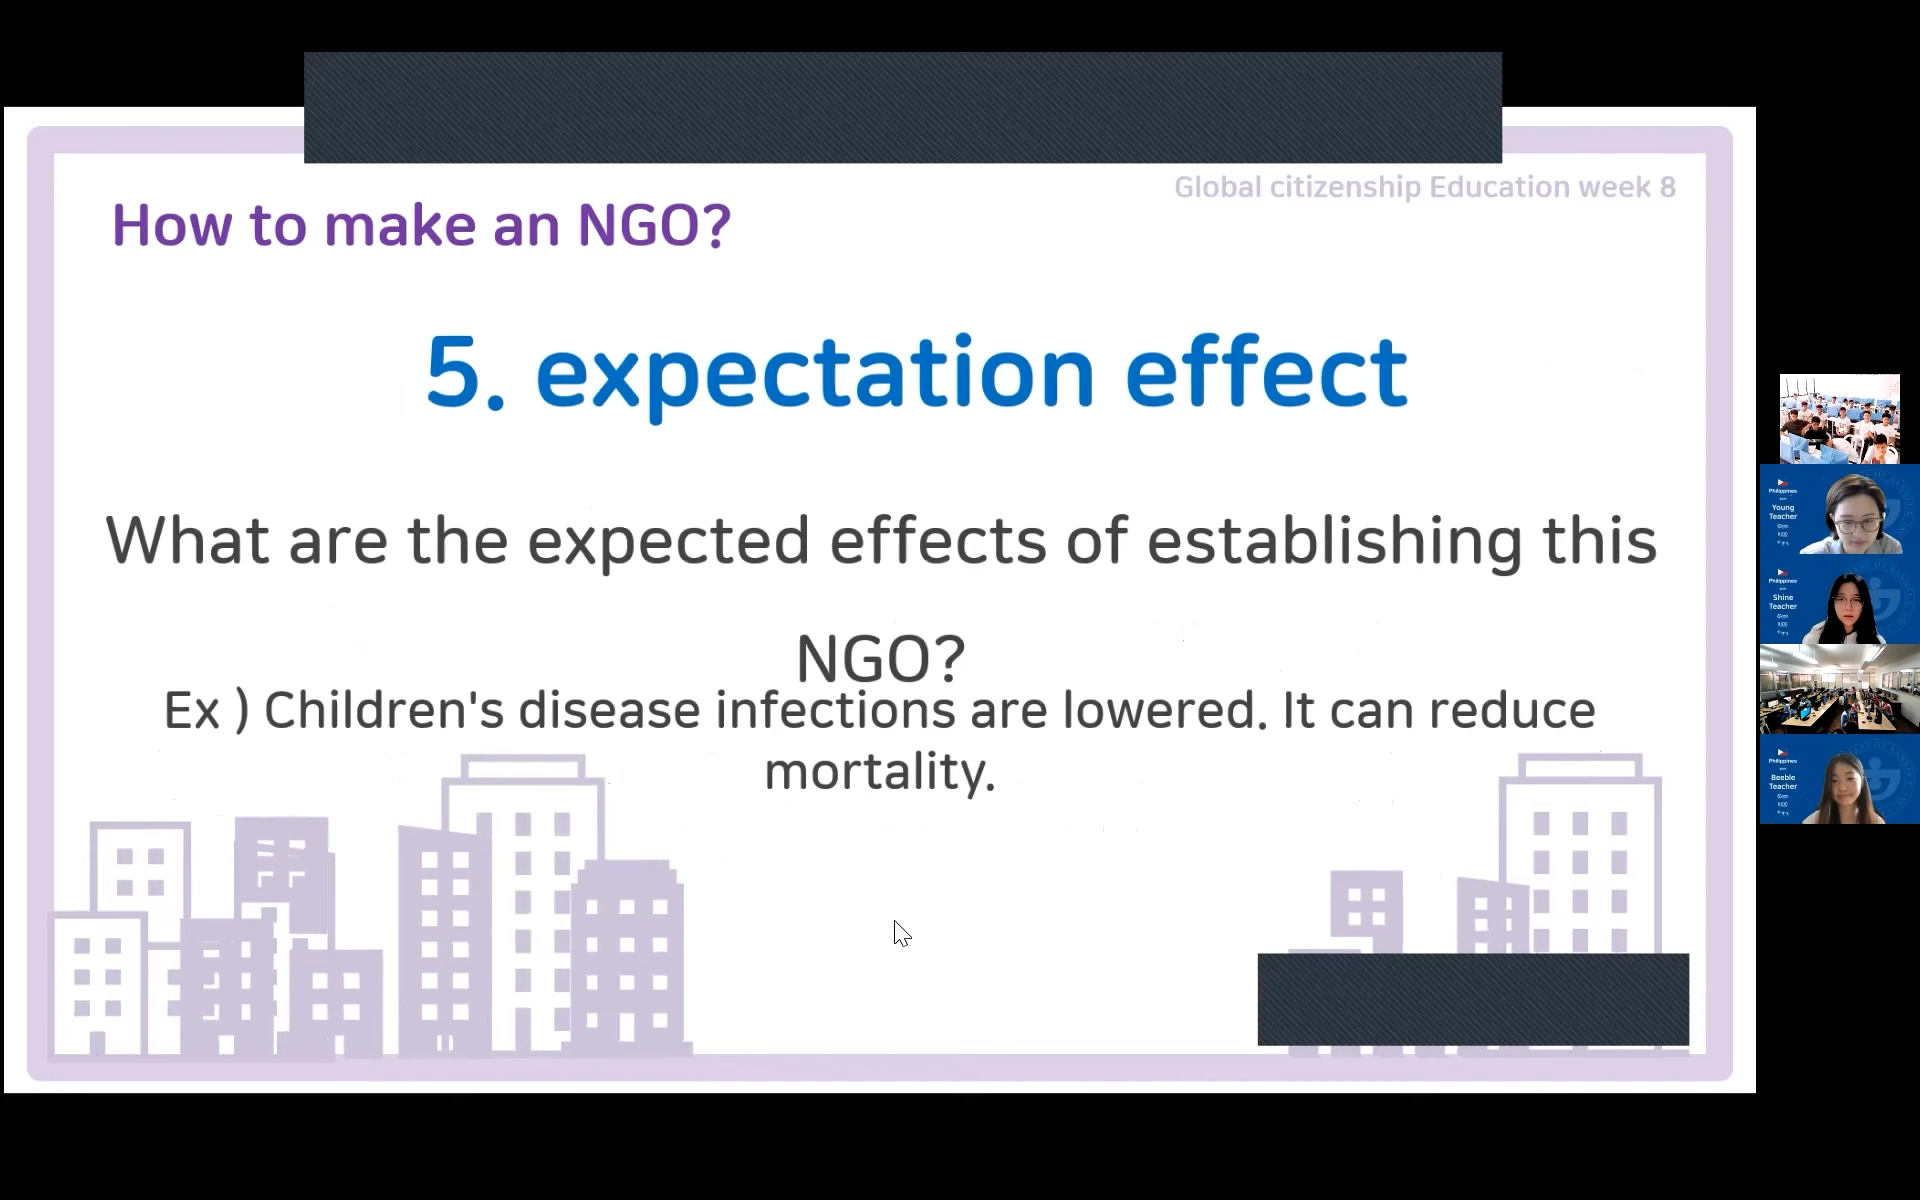 Global citizenship Education week 8
How to make an NGO?
5. expectation effect
What are the expected effects of establishing this
NGO?
Ex ) Children's disease infections are lowered. It can reduce
mortality.
Philippines
Young
Teacher
Philippines
Shine
Teacher
Philippines
Beeble
Teacher